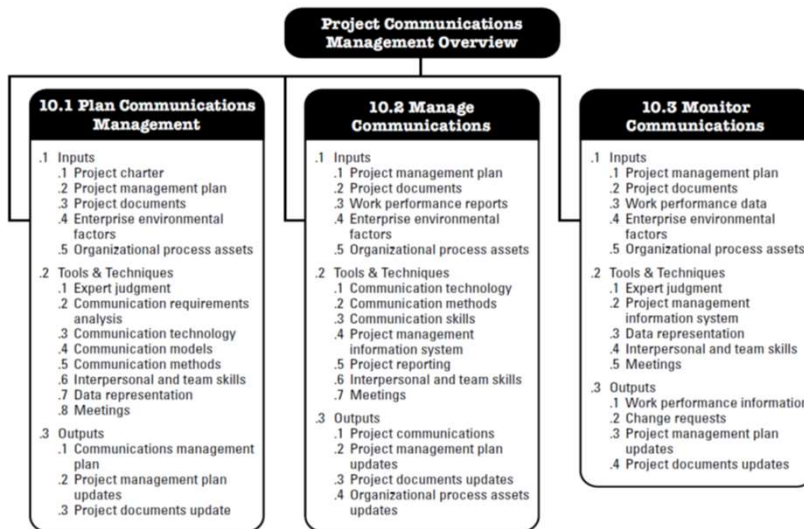 Project Communications
Management Overview
10.1 Plan Communications
Management
.1 Inputs
.1 Project charter
.2 Project management plan
.3 Project documents
.4 Enterprise environmental
factors
.5 Organizational process assets
.2 Tools & Techniques
.1 Expert judgment
.2 Communication requirements
analysis
.3 Communication technology
.4 Communication models
.5 Communication methods
.6 Interpersonal and team skills
.7 Data representation
.8 Meetings
.3 Outputs
.1 Communications management
plan
.2 Project management plan
updates
.3 Project documents update
10.2 Manage
Communications
.1 Inputs
.1 Project management plan
.2 Project documents
.3 Work performance reports
.4 Enterprise environmental
factors
.5 Organizational process assets
.2 Tools & Techniques
.1 Communication technology
.2 Communication methods
.3 Communication skills
.4 Project management
information system
.5 Project reporting
.6 Interpersonal and team skills
.7 Meetings
.3 Outputs
.1 Project communications
.2 Project management plan
updates
.3 Project documents updates
.4 Organizational process assets
updates
10.3 Monitor
Communications
.1 Inputs
.1 Project management plan
.2 Project documents
.3 Work performance data
.4 Enterprise environmental
factors
.5 Organizational process assets
.2 Tools & Techniques
.1 Expert judgment
.2 Project management
information system
.3 Data representation
.4 Interpersonal and team skills
.5 Meetings
.3 Outputs
.1 Work performance information
.2 Change requests
.3 Project management plan
updates
.4 Project documents updates